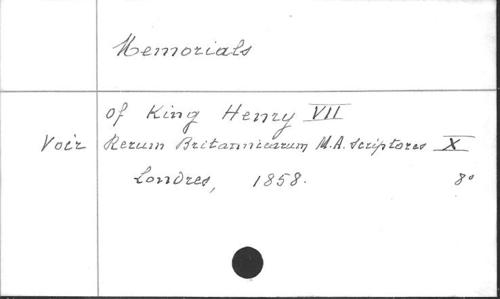 Memorials
of King Henry VII
Voir Rerum Britannicarum M.A. Scriptores X
Londres, 1858. 8°